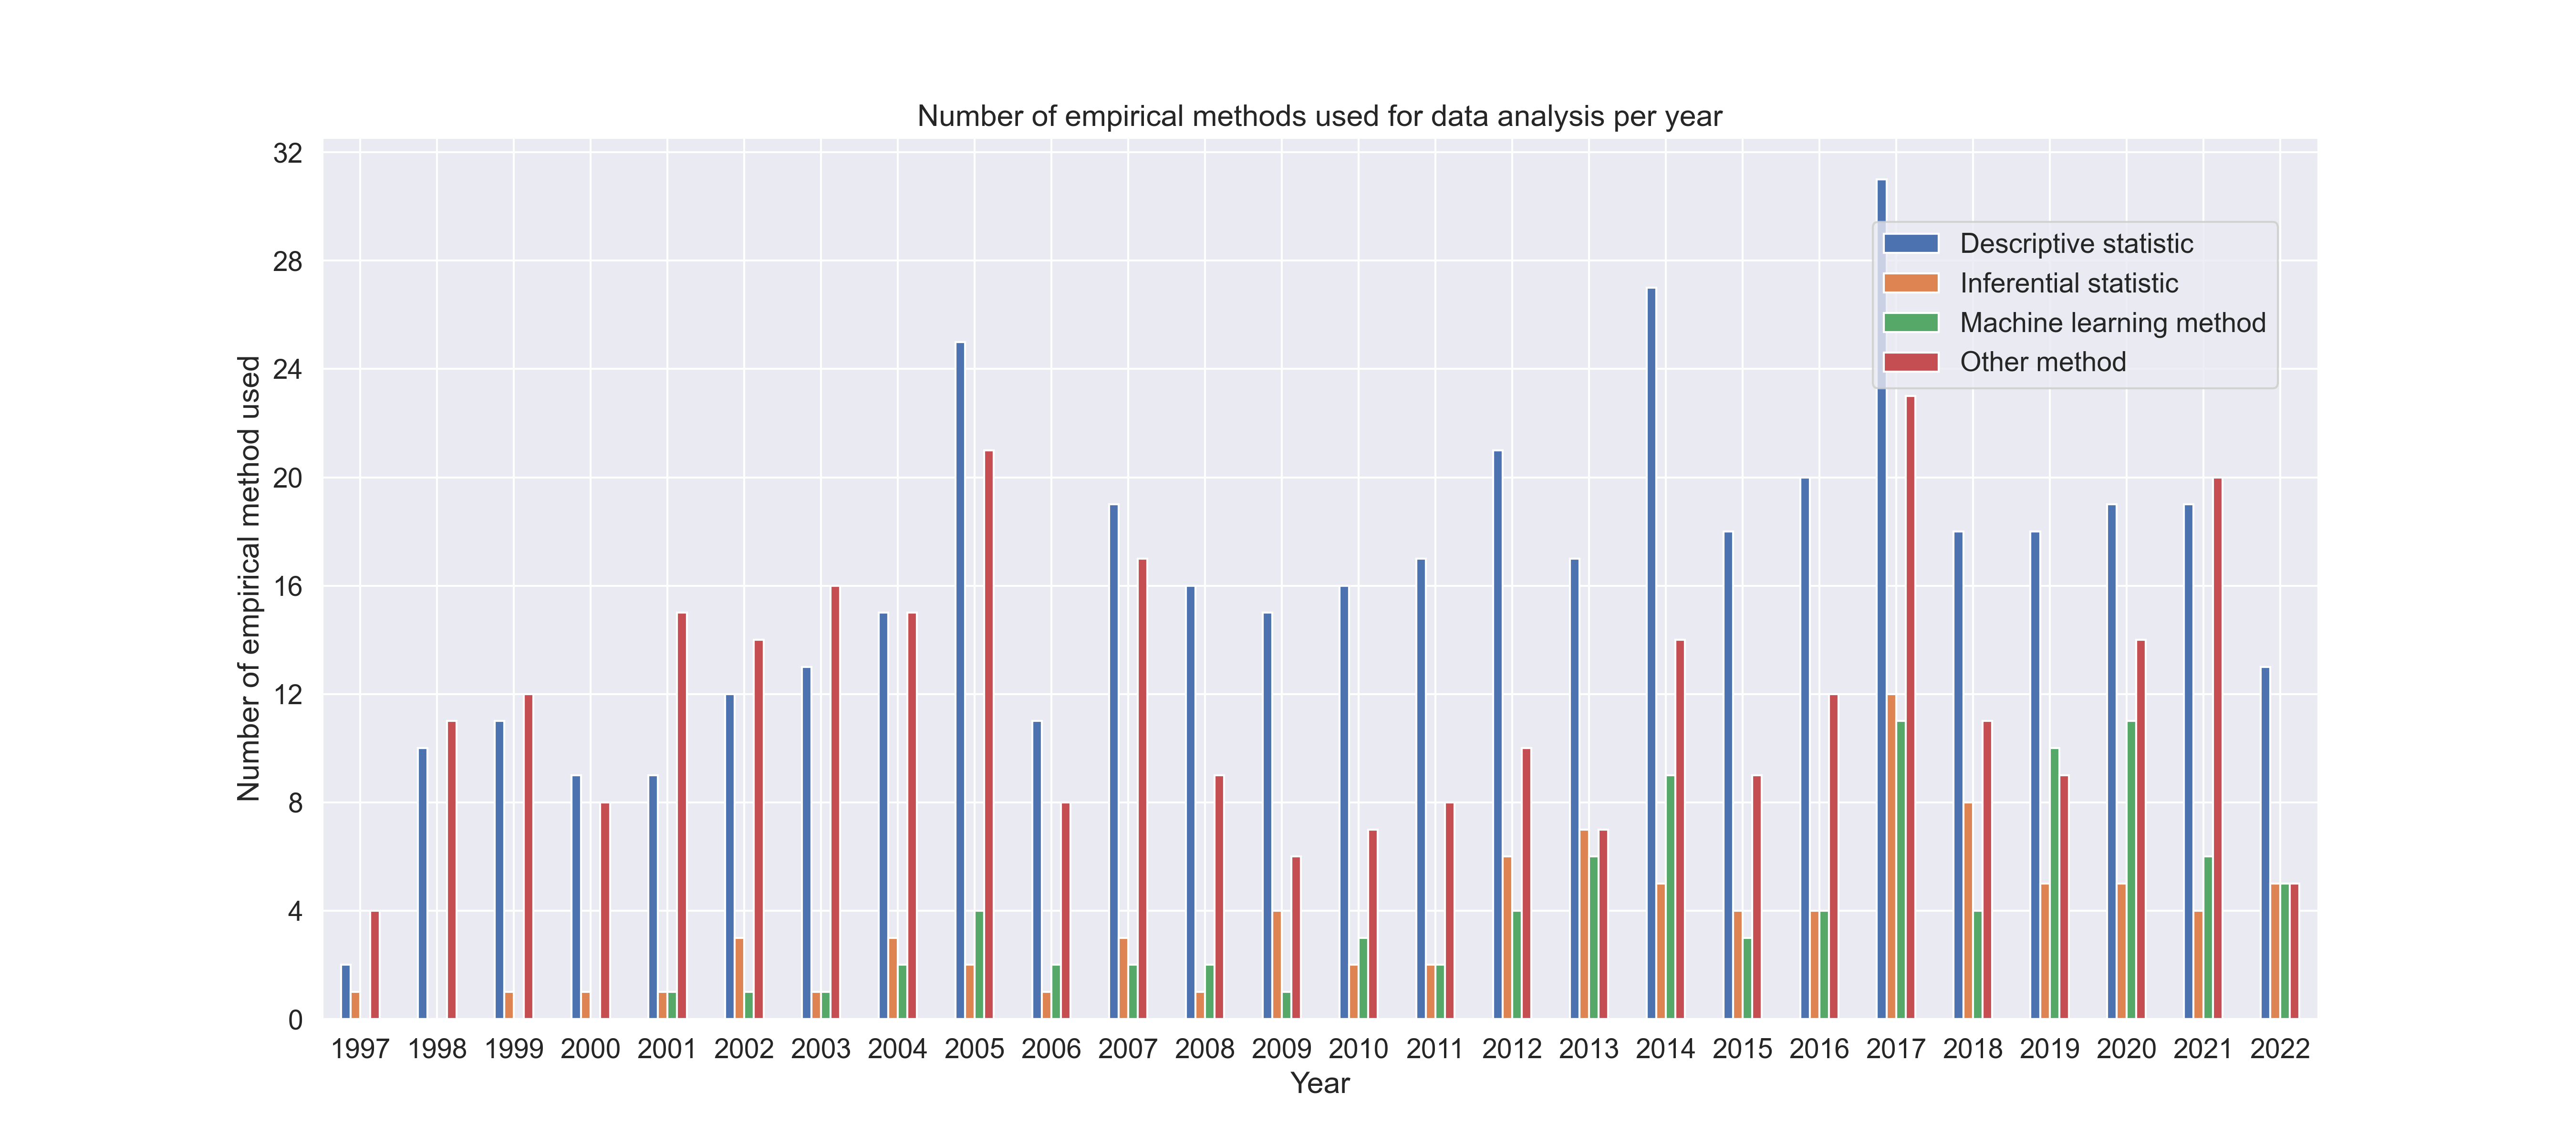 Number of empirical methods used for data analysis per year
Number of empirical method used
32
28
24
20
16
12
8
4
0
Descriptive statistic
Inferential statistic
Machine learning method
Other method
1997 1998 1999 2000 2001 2002 2003 2004 2005 2006 2007 2008 2009 2010 2011 2012 2013 2014 2015 2016 2017 2018 2019 2020 2021 2022
Year